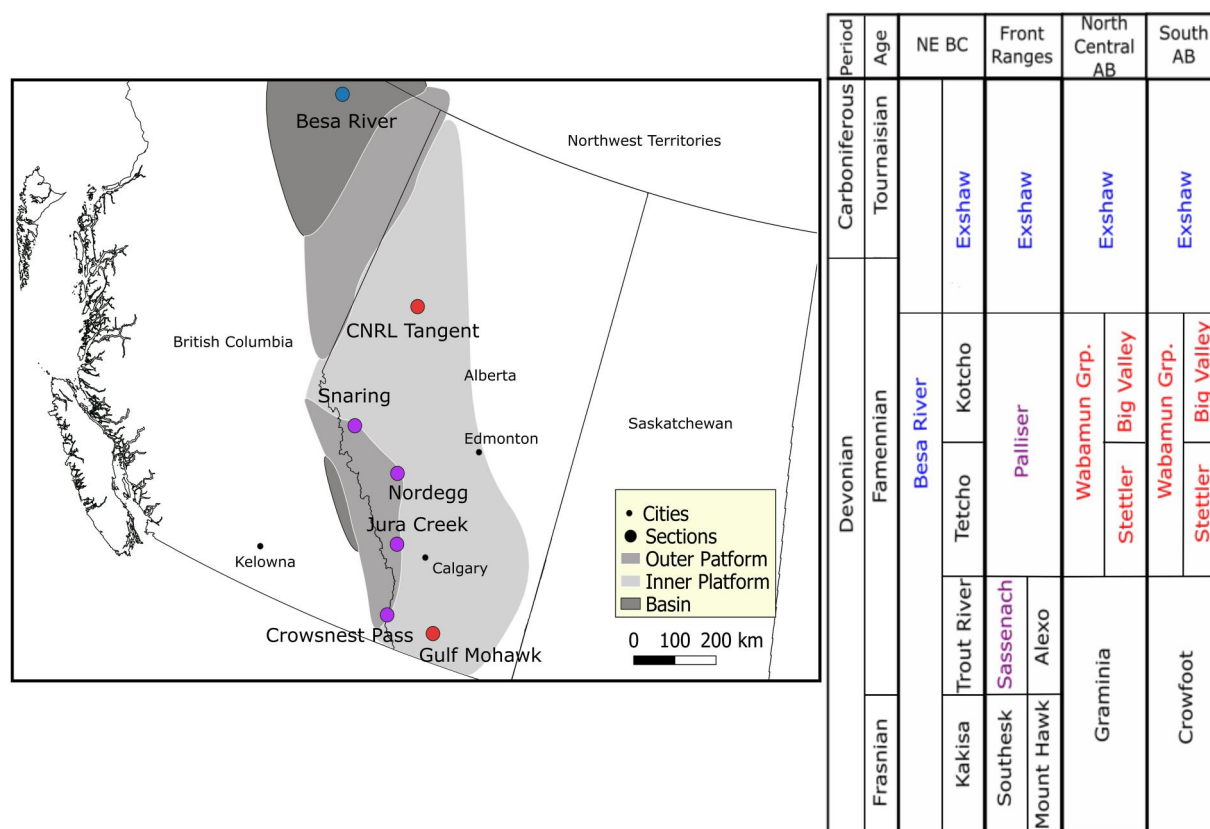 Besa River
Northwest Territories
CNRL Tangent
British Columbia
Alberta
Snaring
Saskatchewan
Edmonton
Nordegg
Jura Creek
Kelowna
Calgary
Crowsnest Pass
Gulf Mohawk
Cities
Sections
Outer Patform
Inner Platform
Basin
0 100 200 km
Period
Age
NE BC
Front
Ranges
North
Central
AB
South
AB
Carboniferous
Tournaisian
Exshaw
Exshaw
Exshaw
Exshaw
Devonian
Famennian
Besa River
Kotcho
Tetcho
Palliser
Wabamun Grp.
Big Valley
Stettler
Wabamun Grp.
Big Valley
Stettler
Trout River
Sassenach
Alexo
Graminia
Crowfoot
Frasnian
Kakisa
Southesk
Mount Hawk